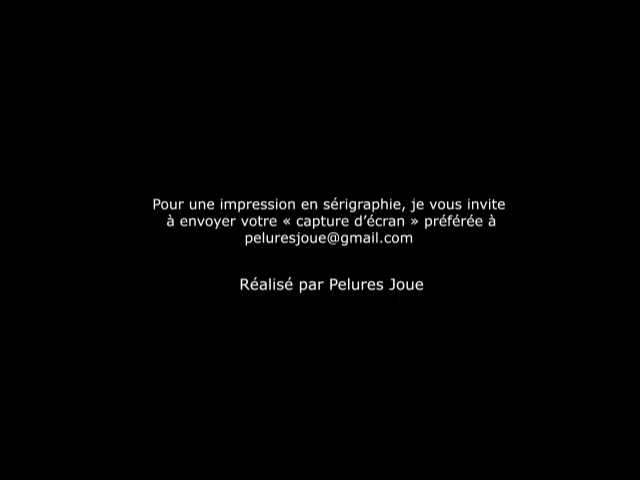 Pour une impression en sérigraphie, je vous invite
à envoyer votre « capture d’écran » préférée à
peluresjoue@gmail.com
Réalisé par Pelures Joue